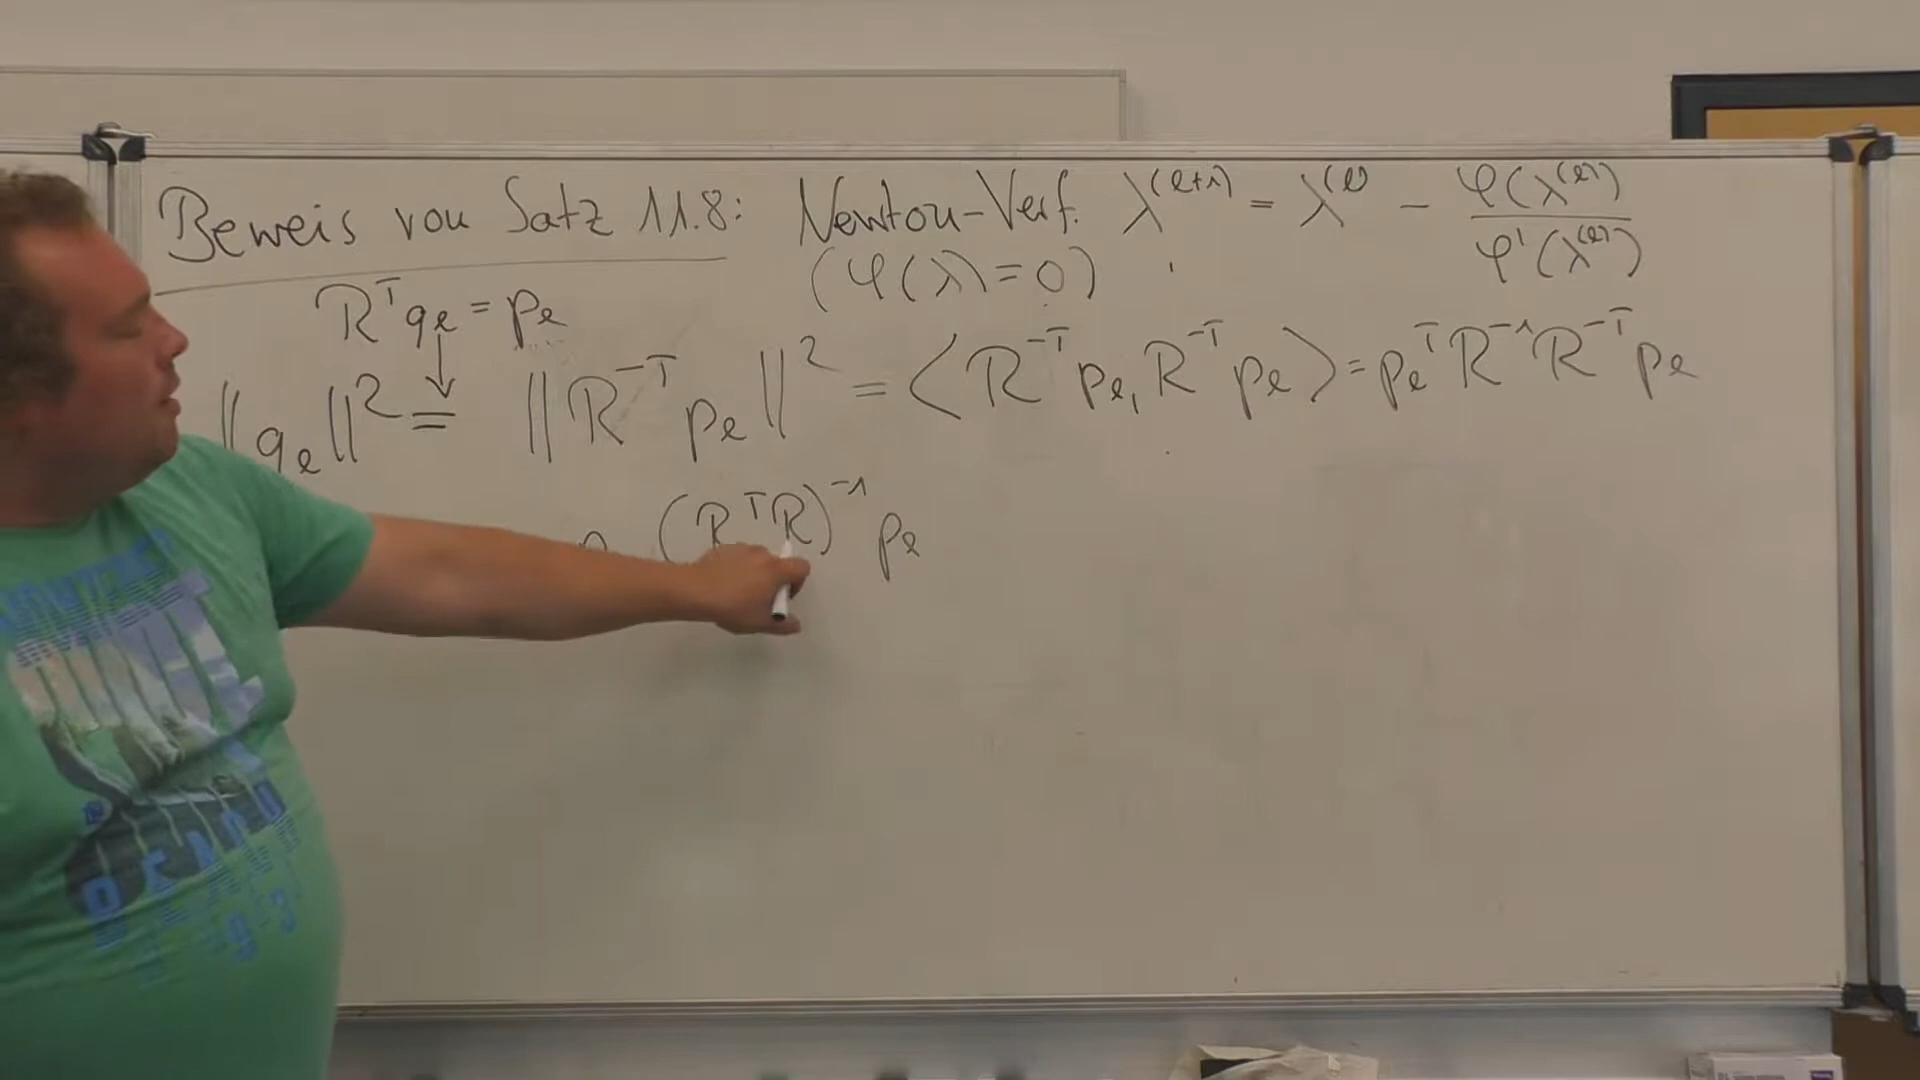 Beweis von Satz 11.8: Newton-Verf. λ^(ℓ+1) = λ^(ℓ) - φ(λ^(ℓ)) / φ'(λ^(ℓ))
(φ(λ)=0)
R^T q_ℓ = p_ℓ
||q_ℓ||² = ||R^-T p_ℓ||² = ⟨R^-T p_ℓ, R^-T p_ℓ⟩ = p_ℓ^T R^-1 R^-T p_ℓ
(R^T R)^-1 p_ℓ